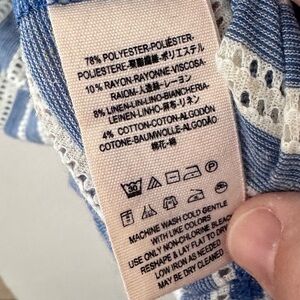 78% POLYESTER-POLIÉSTER-
POLIESTERE-聚酯纖維-ポリエステル
10% RAYON-RAYONNE-VISCOSA-
RAION-人造絲-レーヨン
8% LINEN-LIN-LINO-BIANCHERIA-
LEINEN-LINHO-麻布-リネン
4% COTTON-COTON-ALGODÓN
COTONE-BAUMWOLLE-ALGODÃO
棉花-綿
30
MACHINE WASH COLD GENTLE
WITH LIKE COLORS
USE ONLY NON-CHLORINE BLEACH
RESHAPE & LAY FLAT TO DRY
LOW IRON AS NEEDED
MAY BE DRY CLEANED